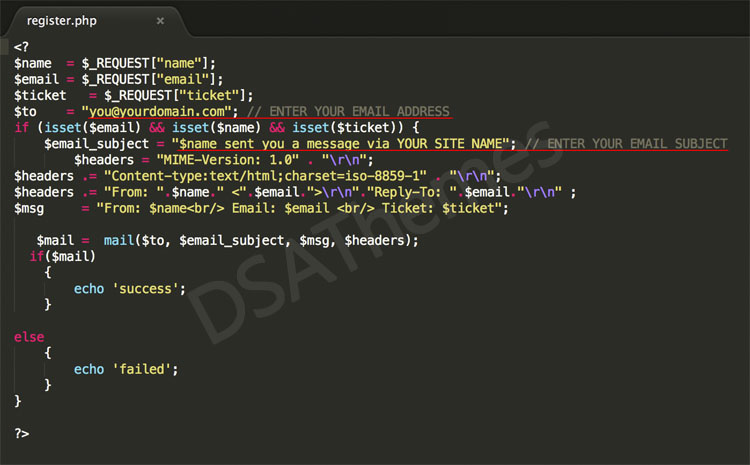 register.php ×
<?
$name = $_REQUEST["name"];
$email = $_REQUEST["email"];
$ticket = $_REQUEST["ticket"];
$to = "you@yourdomain.com"; // ENTER YOUR EMAIL ADDRESS
if (isset($email) && isset($name) && isset($ticket)) {
$email_subject = "$name sent you a message via YOUR SITE NAME"; // ENTER YOUR EMAIL SUBJECT
$headers = "MIME-Version: 1.0" . "\r\n";
$headers .= "Content-type:text/html;charset=iso-8859-1" . "\r\n";
$headers .= "From: ".$name." <".$email.">\r\n"."Reply-To: ".$email."\r\n" ;
$msg = "From: $name<br/> Email: $email <br/> Ticket: $ticket";
$mail = mail($to, $email_subject, $msg, $headers);
if($mail)
{
echo 'success';
}
else
{
echo 'failed';
}
}
?>
DSAThemes